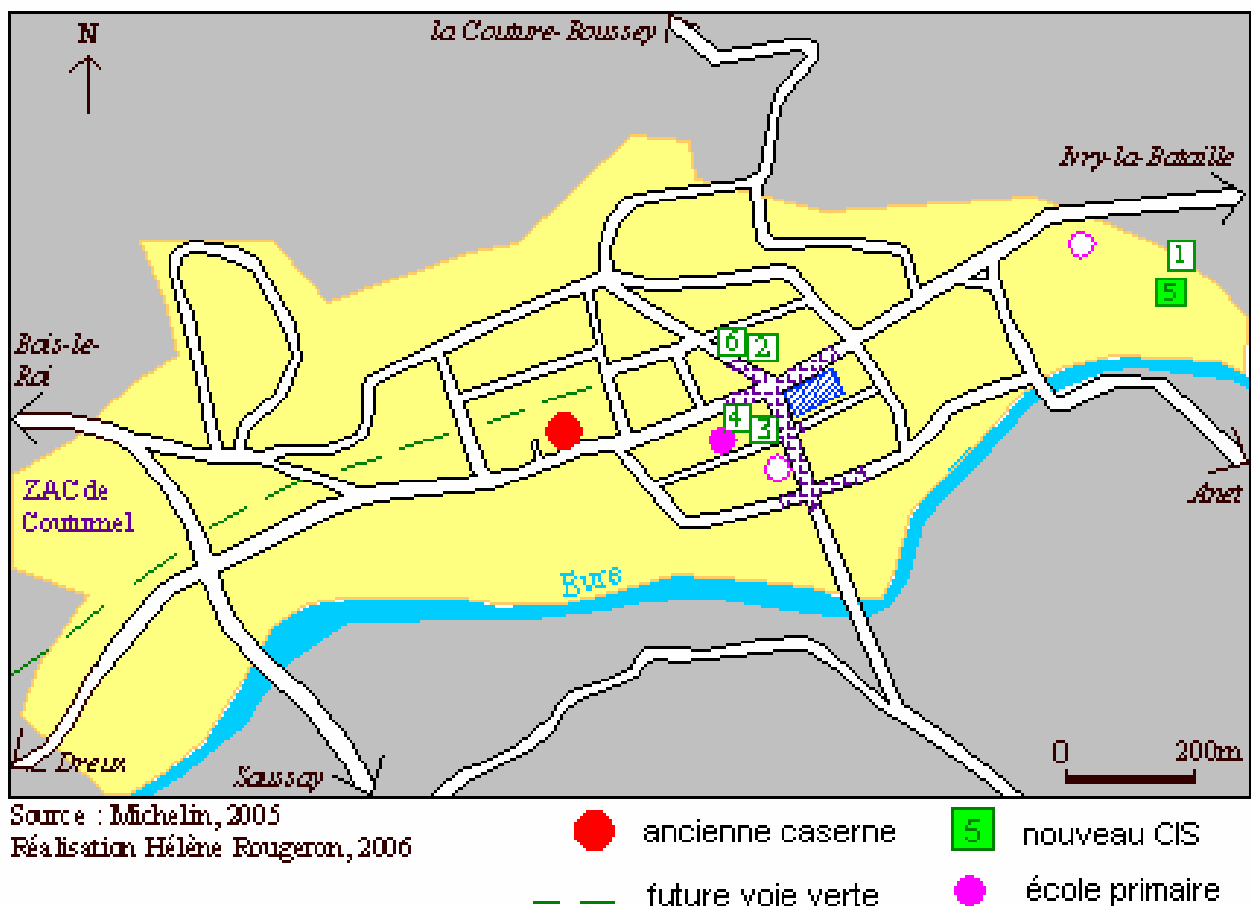 N
la Couture-Boussey
Ivry-la-Bataille
1
5
Bois-le-
Roi
6 2
4 3
ZAC de
Coutumel
Anet
Eure
Dreux
Saussay
0 200m
Source : Michelin, 2005
Réalisation Hélène Rougeron, 2006
ancienne caserne
5 nouveau CIS
future voie verte
école primaire